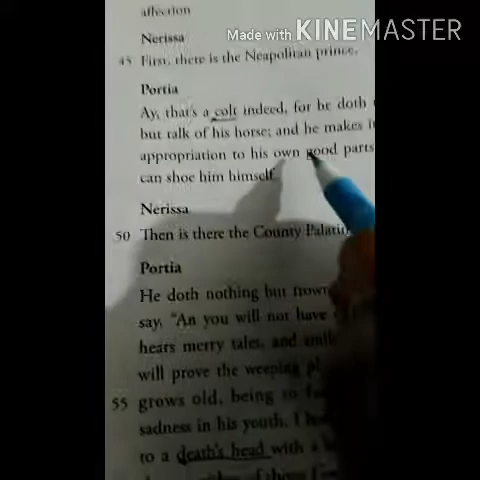 affection
Made with KINEMASTER
Nerissa
45 First, there is the Neapolitan prince.
Portia
Ay, that's a colt indeed, for he doth
but talk of his horse; and he makes
appropriation to his own good parts
can shoe him himself.
Nerissa
50 Then is there the County
Portia
He doth nothing but frown
say, "An you will not have
hears merry tales, and
will prove the weeping
55 grows old, being so
sadness in his youth. I
to a death's head with a